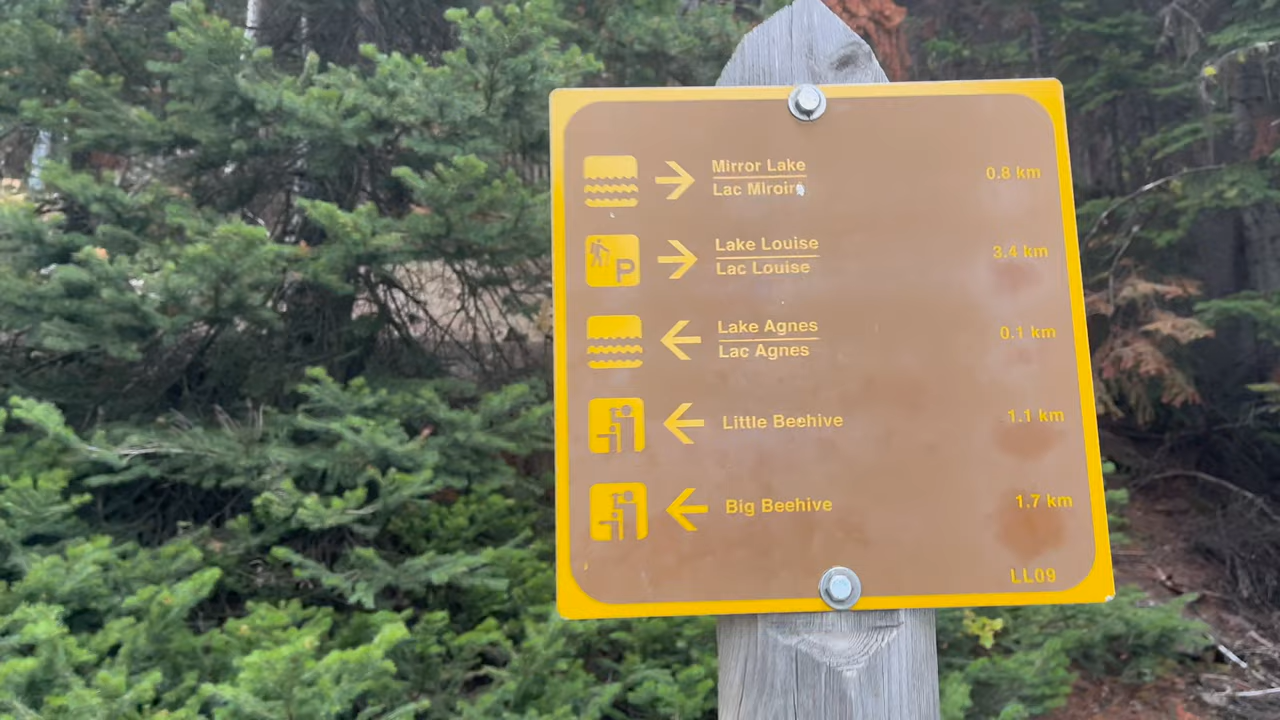 Mirror Lake 0.8 km
Lac Miroir
P Lake Louise 3.4 km
Lac Louise
Lake Agnes 0.1 km
Lac Agnes
Little Beehive 1.1 km
Big Beehive 1.7 km
LL09